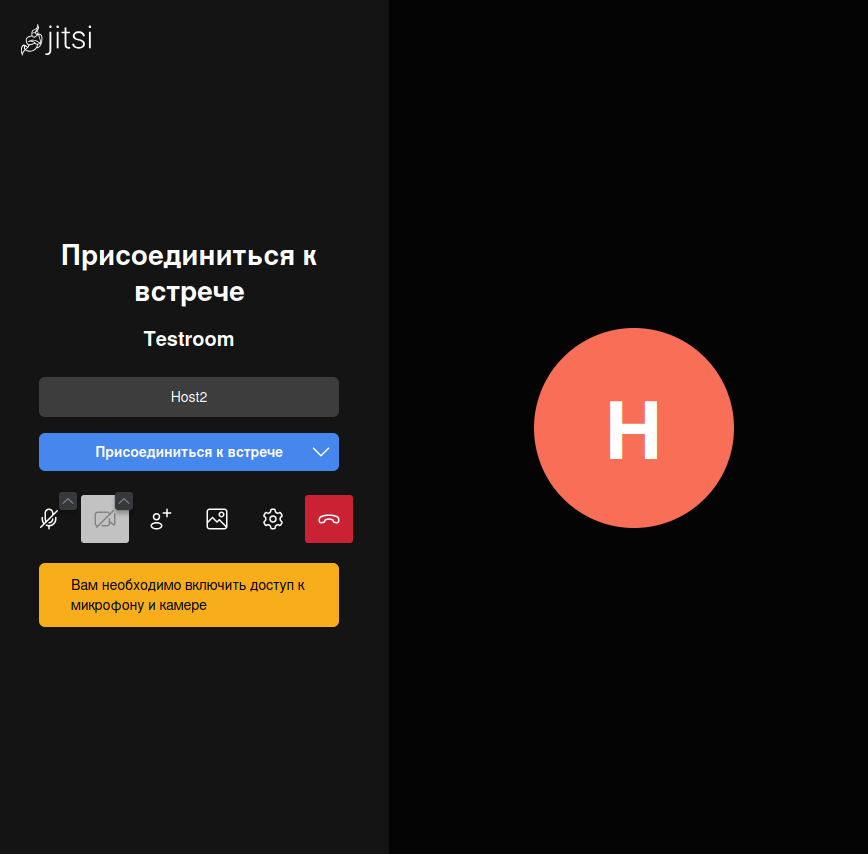 jitsi
Присоединиться к
встрече
Testroom
Host2
Присоединиться к встрече
Вам необходимо включить доступ к
микрофону и камере
H